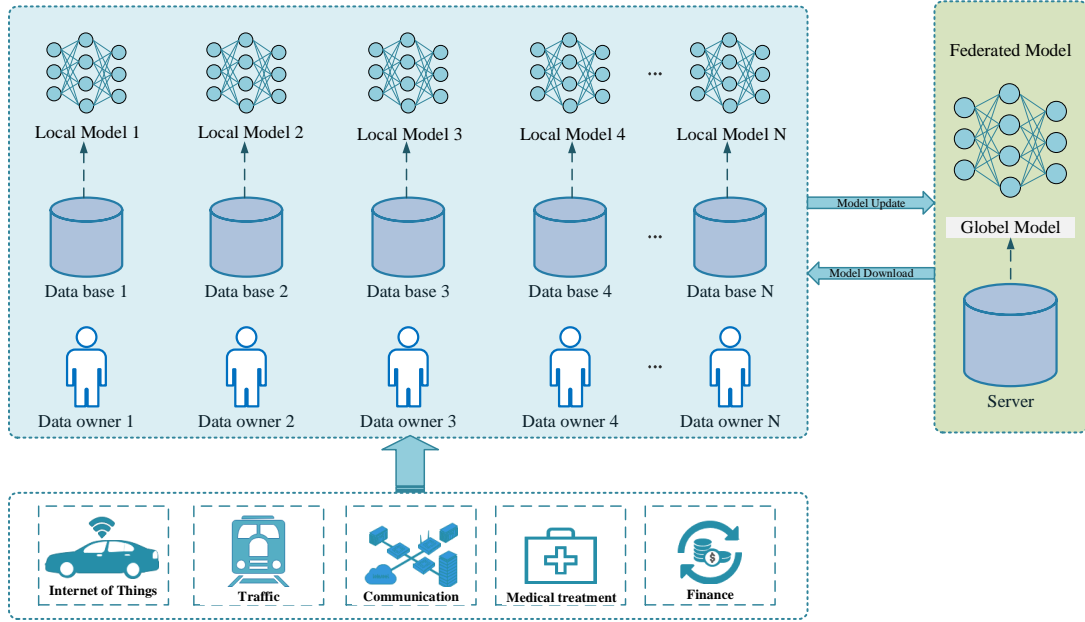 Local Model 1
Local Model 2
Local Model 3
Local Model 4
...
Local Model N
Data base 1
Data base 2
Data base 3
Data base 4
...
Data base N
Data owner 1
Data owner 2
Data owner 3
Data owner 4
...
Data owner N
Model Update
Model Download
Federated Model
Globel Model
Server
Internet of Things
Traffic
Communication
Medical treatment
$
Finance